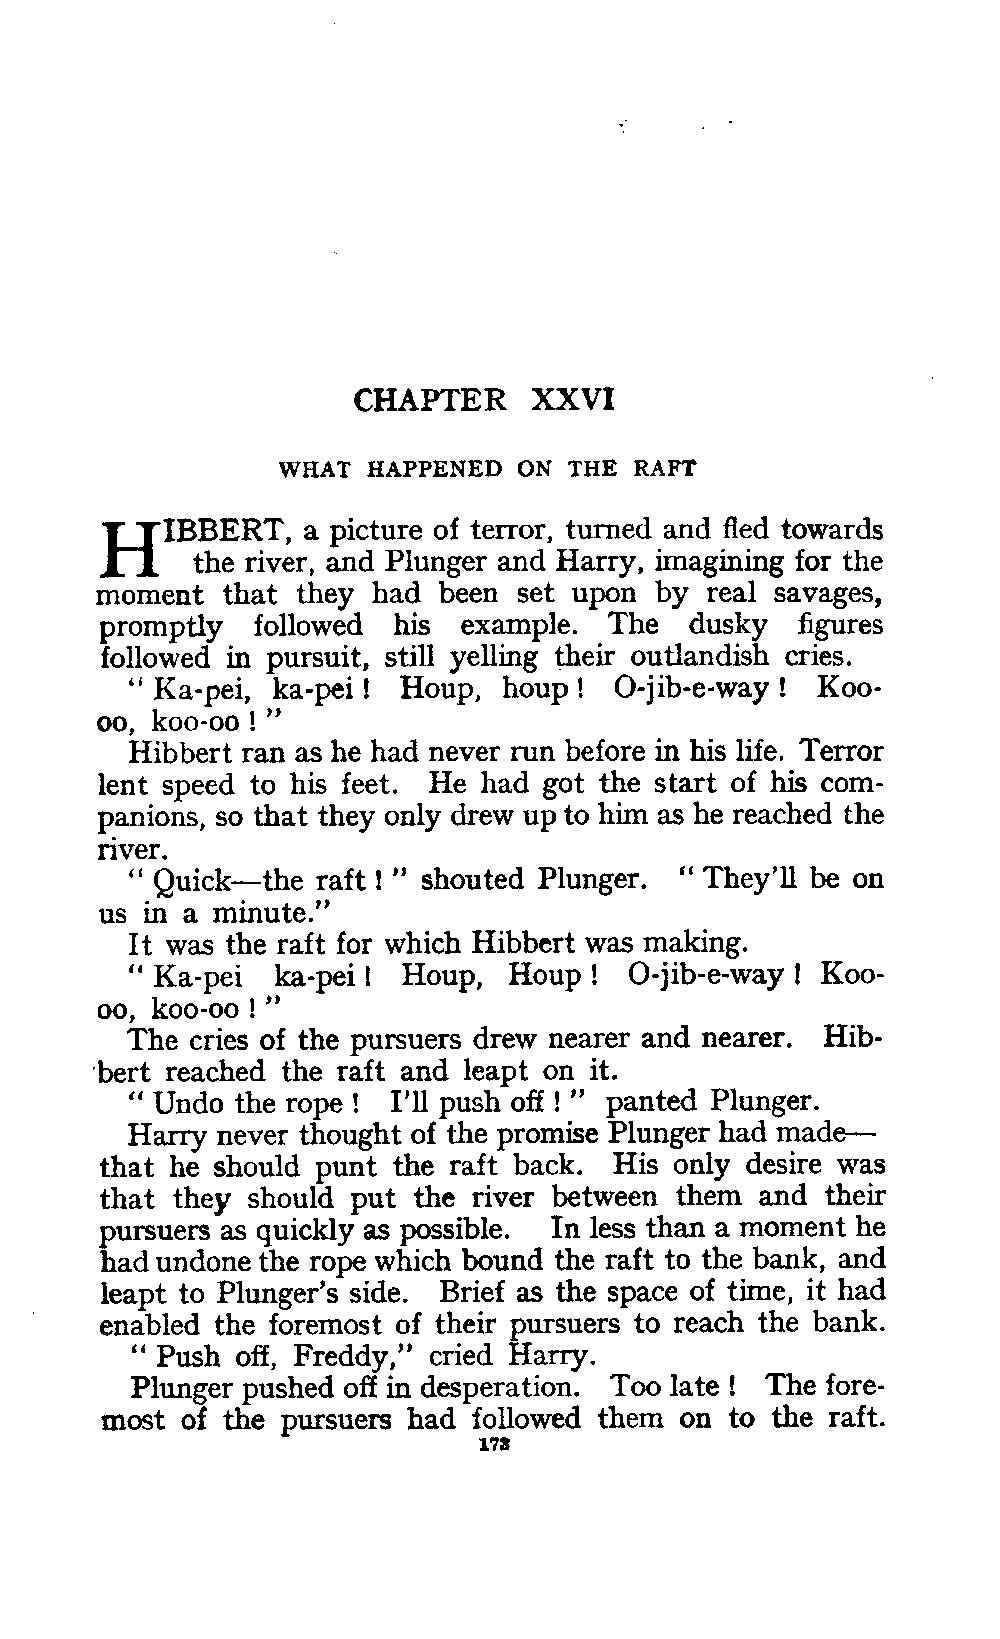 CHAPTER XXVI
WHAT HAPPENED ON THE RAFT
HIBBERT, a picture of terror, turned and fled towards
the river, and Plunger and Harry, imagining for the
moment that they had been set upon by real savages,
promptly followed his example. The dusky figures
followed in pursuit, still yelling their outlandish cries.
" Ka-pei, ka-pei ! Houp, houp ! O-jib-e-way ! Koo-
oo, koo-oo ! "
Hibbert ran as he had never run before in his life. Terror
lent speed to his feet. He had got the start of his com-
panions, so that they only drew up to him as he reached the
river.
" Quick—the raft ! " shouted Plunger. " They'll be on
us in a minute."
It was the raft for which Hibbert was making.
" Ka-pei ka-pei ! Houp, Houp ! O-jib-e-way ! Koo-
oo, koo-oo ! "
The cries of the pursuers drew nearer and nearer. Hib-
bert reached the raft and leapt on it.
" Undo the rope ! I'll push off ! " panted Plunger.
Harry never thought of the promise Plunger had made—
that he should punt the raft back. His only desire was
that they should put the river between them and their
pursuers as quickly as possible. In less than a moment he
had undone the rope which bound the raft to the bank, and
leapt to Plunger's side. Brief as the space of time, it had
enabled the foremost of their pursuers to reach the bank.
" Push off, Freddy," cried Harry.
Plunger pushed off in desperation. Too late ! The fore-
most of the pursuers had followed them on to the raft.
173